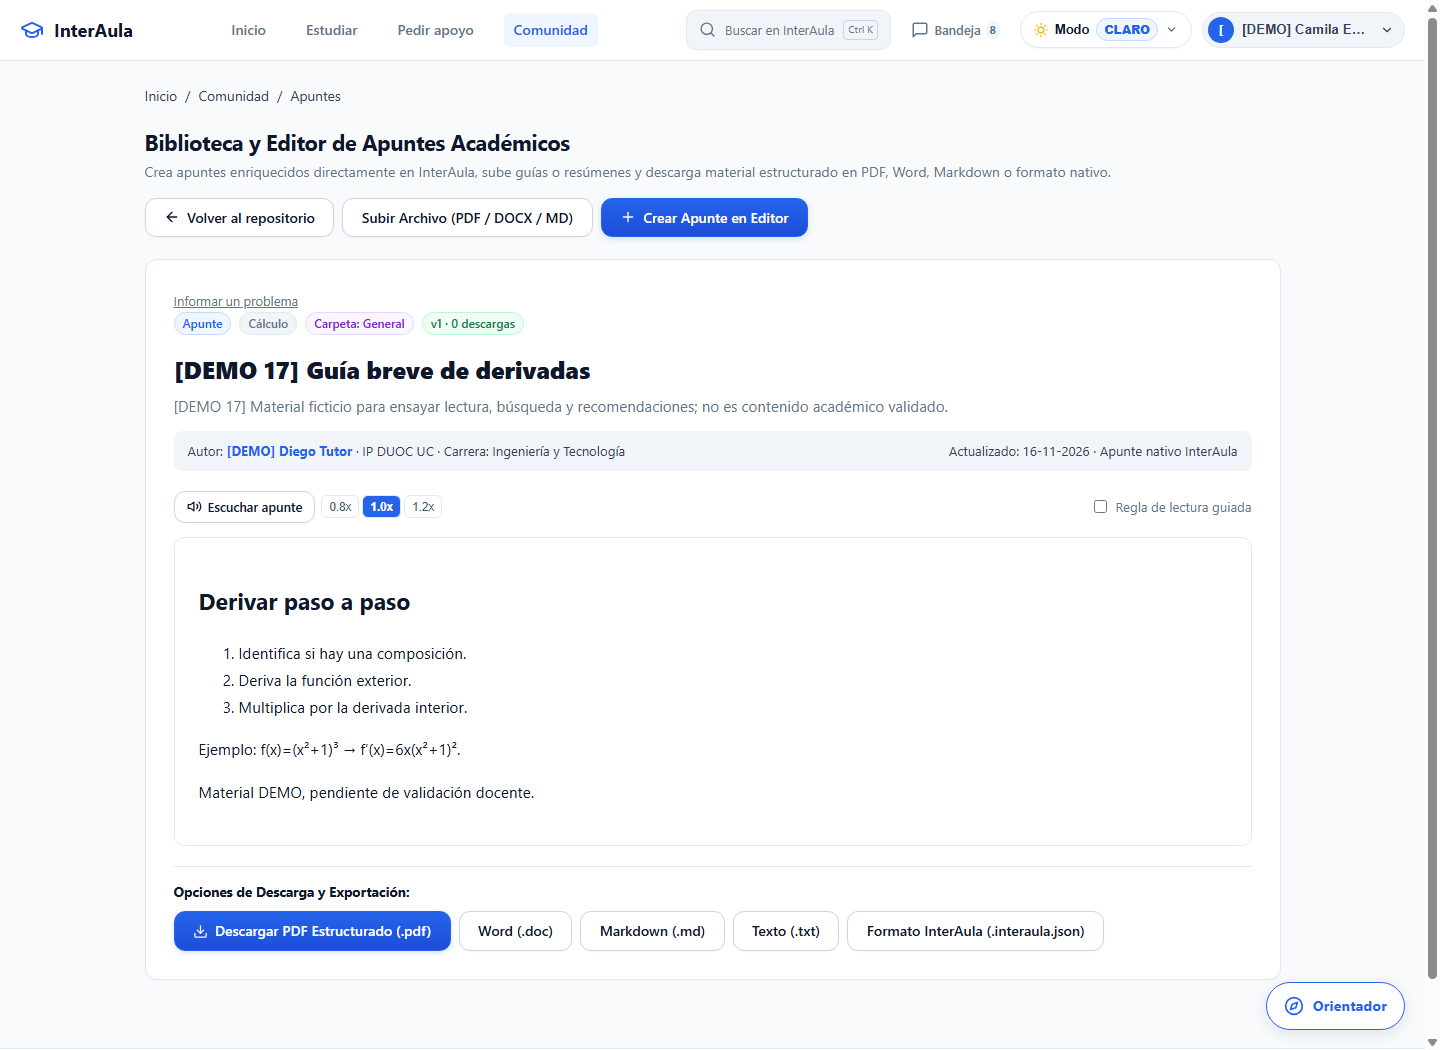 InterAula
Inicio
Estudiar
Pedir apoyo
Comunidad
Buscar en InterAula
Ctrl K
Bandeja 8
Modo CLARO
[
[DEMO] Camila E...
Inicio / Comunidad / Apuntes
Biblioteca y Editor de Apuntes Académicos
Crea apuntes enriquecidos directamente en InterAula, sube guías o resúmenes y descarga material estructurado en PDF, Word, Markdown o formato nativo.
← Volver al repositorio
Subir Archivo (PDF / DOCX / MD)
+ Crear Apunte en Editor
Informar un problema
Apunte
Cálculo
Carpeta: General
v1 · 0 descargas
[DEMO 17] Guía breve de derivadas
[DEMO 17] Material ficticio para ensayar lectura, búsqueda y recomendaciones; no es contenido académico validado.
Autor: [DEMO] Diego Tutor · IP DUOC UC · Carrera: Ingeniería y Tecnología
Actualizado: 16-11-2026 · Apunte nativo InterAula
Escuchar apunte
0.8x
1.0x
1.2x
Regla de lectura guiada
Derivar paso a paso
1. Identifica si hay una composición.
2. Deriva la función exterior.
3. Multiplica por la derivada interior.
Ejemplo: f(x)=(x²+1)³ → f′(x)=6x(x²+1)².
Material DEMO, pendiente de validación docente.
Opciones de Descarga y Exportación:
Descargar PDF Estructurado (.pdf)
Word (.doc)
Markdown (.md)
Texto (.txt)
Formato InterAula (.interaula.json)
Orientador